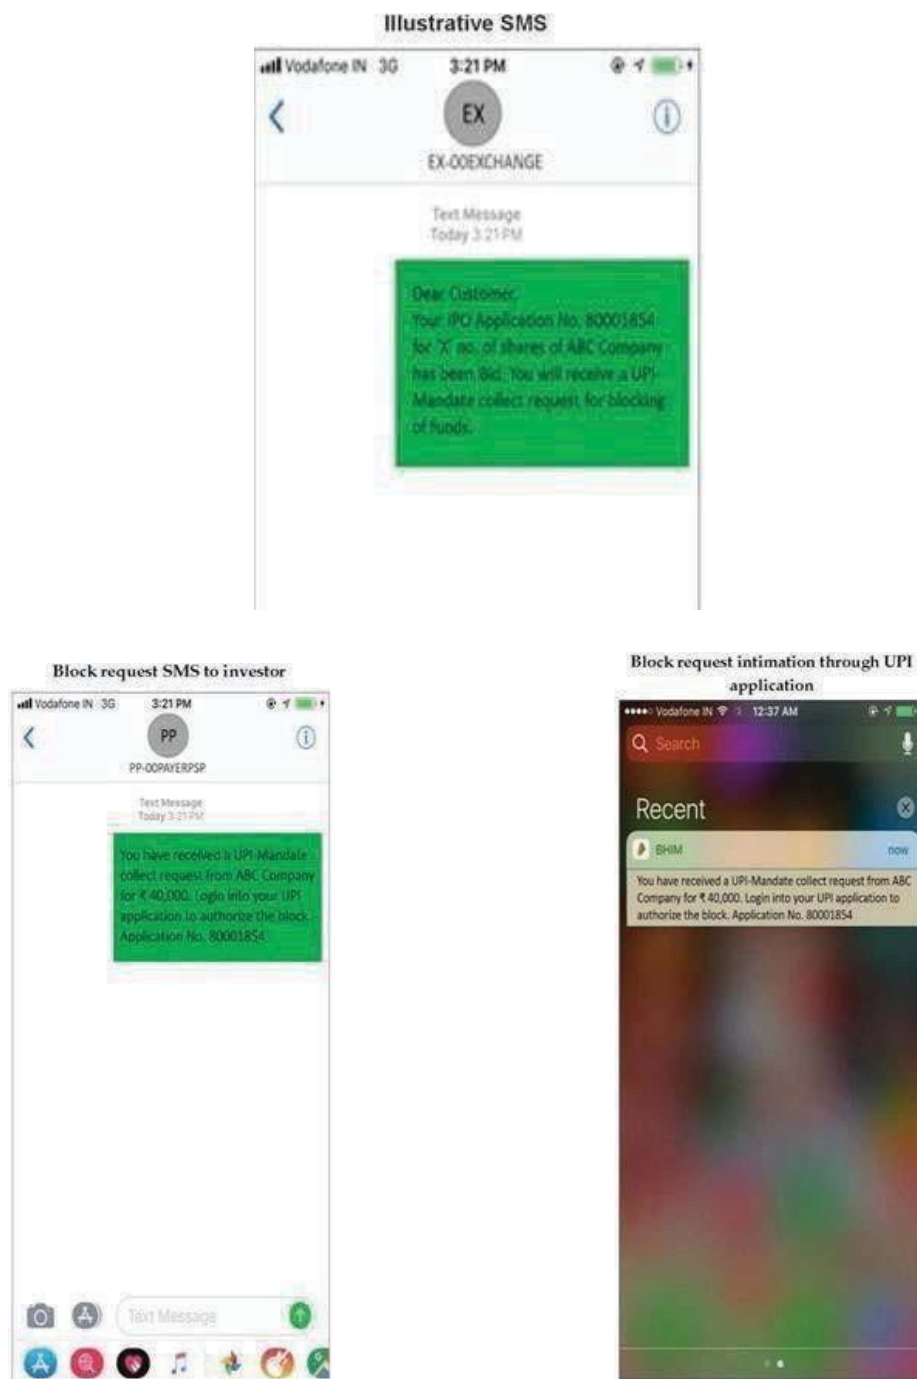 Illustrative SMS
Vodafone IN 3G 3:21 PM
EX
EX-OOEXCHANGE
Text Message
Today 3:21 PM
Dear Customer,
Your IPO Application No. 80001854
for 'X' no. of shares of ABC Company
has been Bid. You will receive a UPI-
Mandate collect request for blocking
of funds.
Block request SMS to investor
Vodafone IN 3G 3:21 PM
PP
PP-OOPAYERPSP
Text Message
Today 3:21 PM
You have received a UPI-Mandate
collect request from ABC Company
for ₹ 40,000. Login into your UPI
application to authorize the block.
Application No. 80001854
Text Message
Block request intimation through UPI
application
Vodafone IN 12:37 AM
Search
Recent
BHIM now
You have received a UPI-Mandate collect request from ABC
Company for ₹ 40,000. Login into your UPI application to
authorize the block. Application No. 80001854